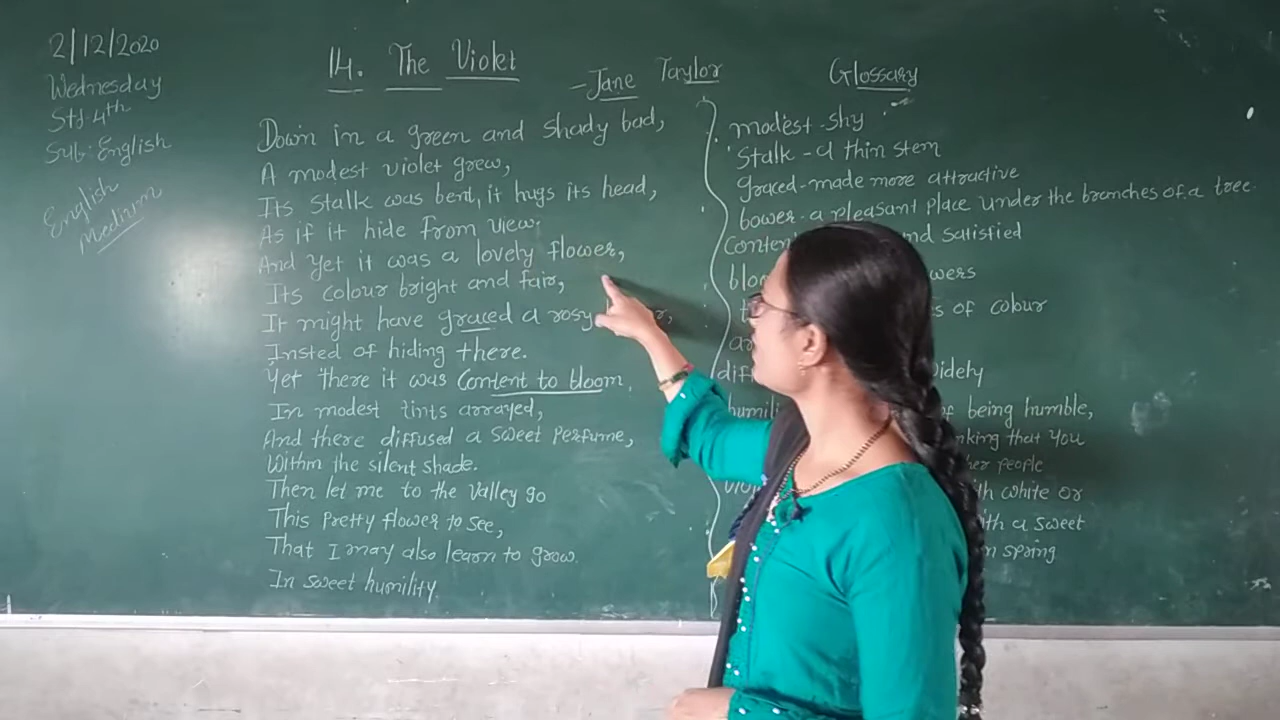 2/12/2020
Wednesday
Std 4th
Sub: English
English
Medium
14. The Violet
- Jane Taylor
Down in a green and shady bad,
A modest violet grew,
Its stalk was bent, it hugs its head,
As if it hide from view.
And yet it was a lovely flower,
Its colour bright and fair,
It might have graced a rosy
Insted of hiding there.
Yet there it was content to bloom,
In modest tints arrayed,
And there diffused a sweet perfume,
Within the silent shade.
Then let me to the valley go
This pretty flower to see,
That I may also learn to grow.
In sweet humility.
Glossary
modest - shy
Stalk - a thin stem
graced - made more attractive
bower - a pleasant place under the branches of a tree.
Content nd satisfied
bloo wers
s of colour
ar
diff idely
humili f being humble,
nking that you
her people
vio th white or
th a sweet
n spring